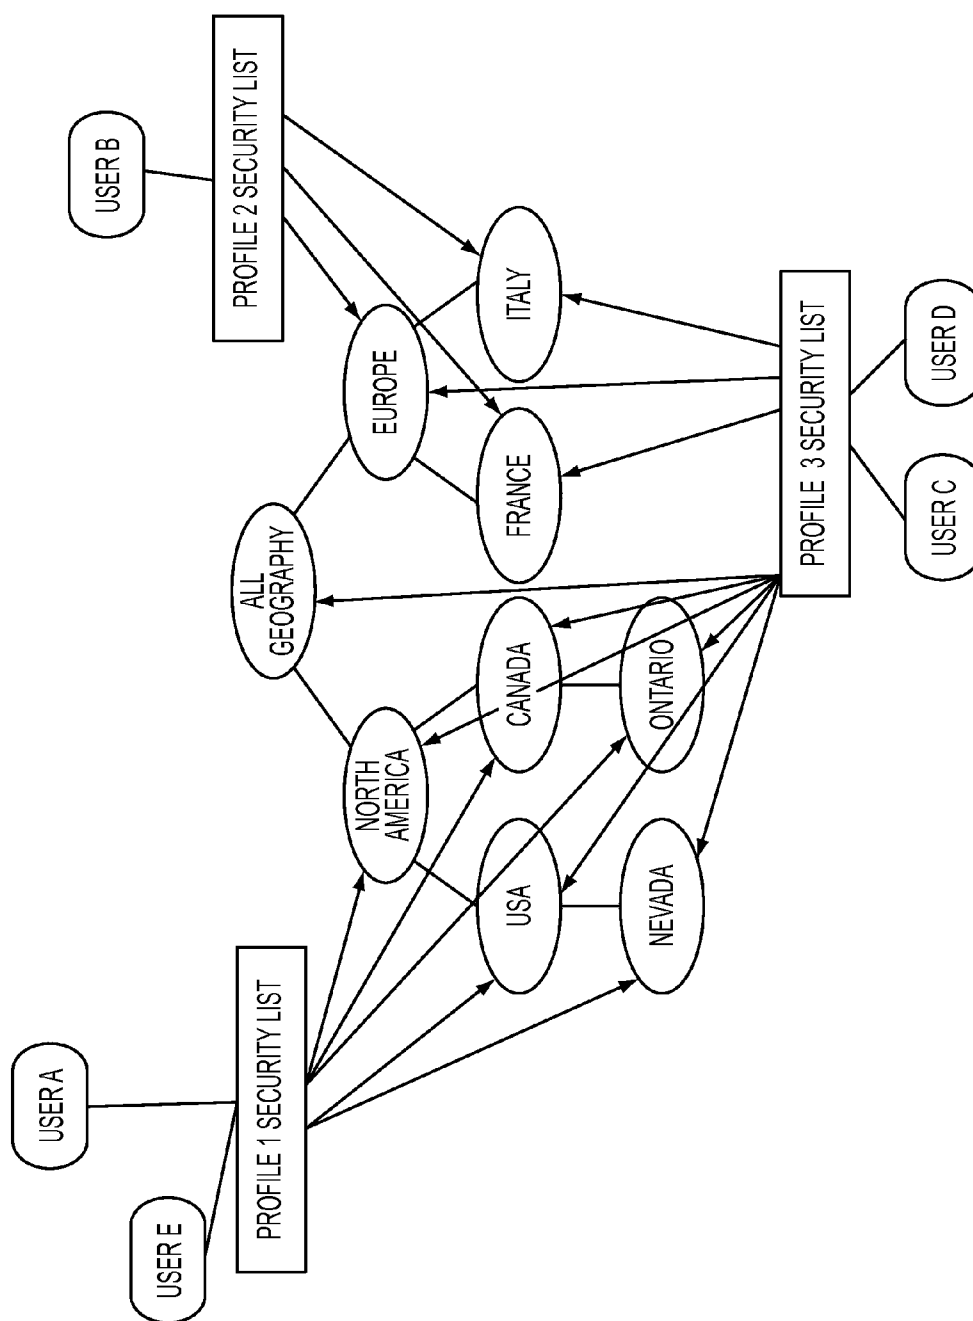 USER A
USER E
PROFILE 1 SECURITY LIST
USER B
PROFILE 2 SECURITY LIST
ALL
GEOGRAPHY
NORTH
AMERICA
EUROPE
USA
CANADA
FRANCE
ITALY
NEVADA
ONTARIO
PROFILE 3 SECURITY LIST
USER C
USER D